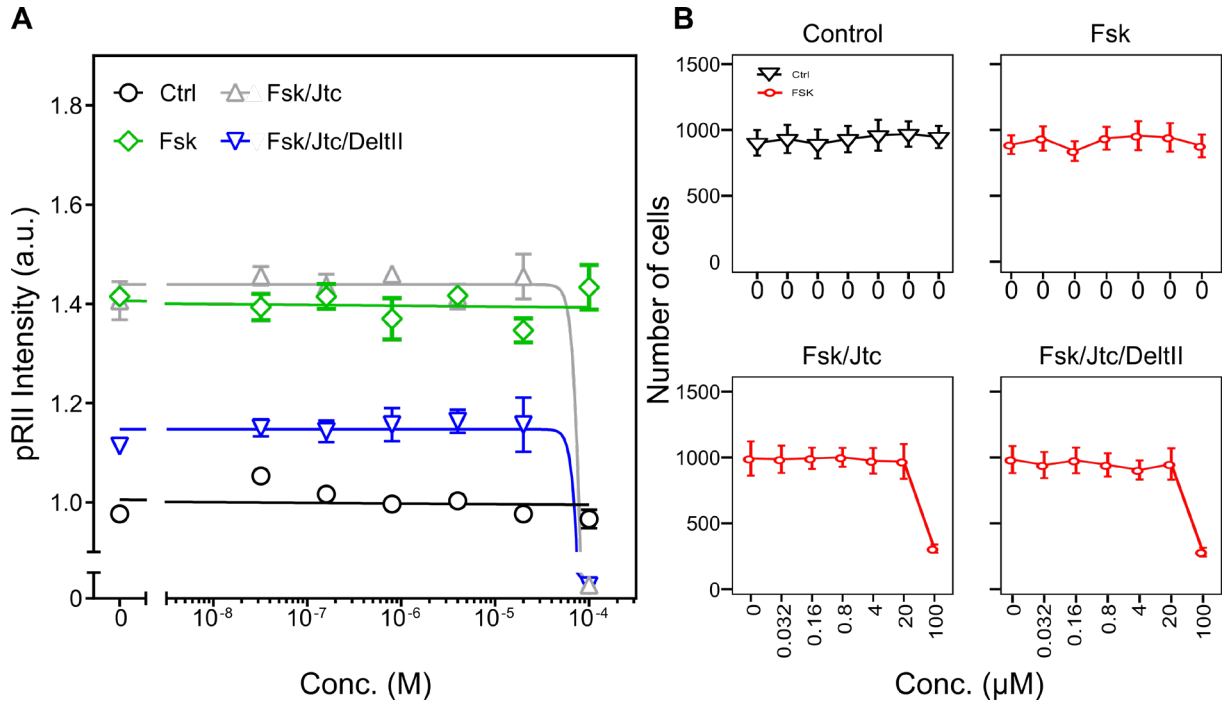 A
pRII Intensity (a.u.)
1.8
1.6
1.4
1.2
1.0
0
Ctrl
Fsk/Jtc
Fsk
Fsk/Jtc/DeltII
0
10-8
10-7
10-6
10-5
10-4
Conc. (M)
B
Number of cells
Control
Fsk
1500
1000
500
0
Ctrl
FSK
0 0 0 0 0 0 0
0 0 0 0 0 0 0
Fsk/Jtc
Fsk/Jtc/DeltII
1500
1000
500
0
0 0.032 0.16 0.8 4 20 100
0 0.032 0.16 0.8 4 20 100
Conc. (µM)